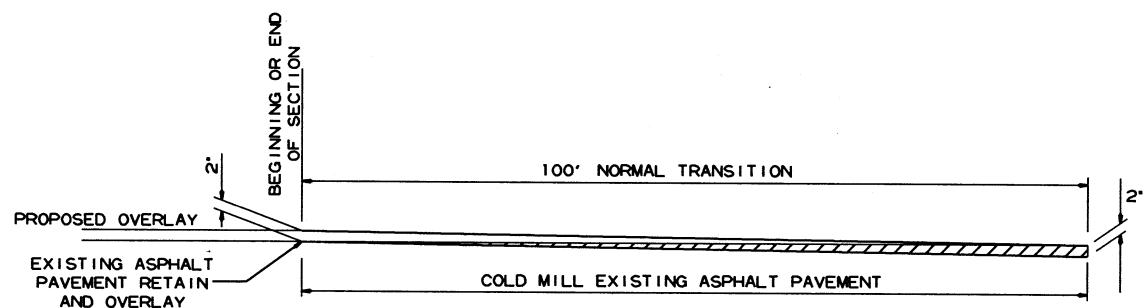 BEGINNING OR END
OF SECTION
2"
100' NORMAL TRANSITION
2"
PROPOSED OVERLAY
EXISTING ASPHALT
PAVEMENT RETAIN
AND OVERLAY
COLD MILL EXISTING ASPHALT PAVEMENT